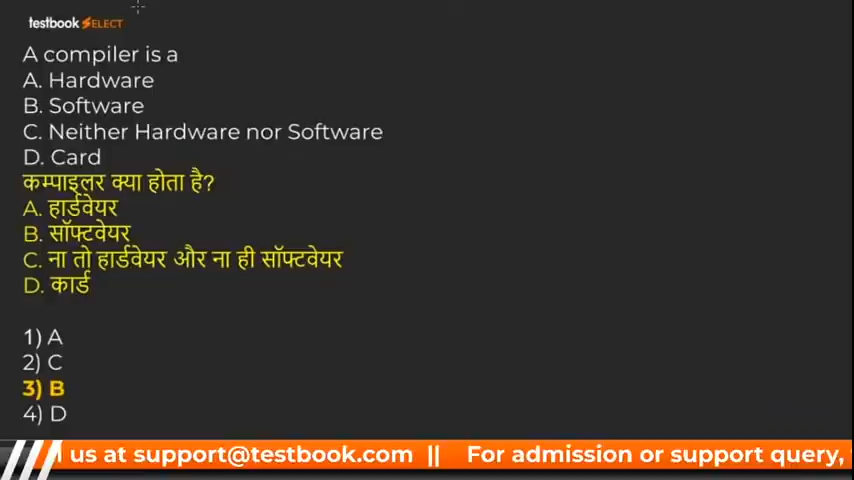 testbook SELECT
A compiler is a
A. Hardware
B. Software
C. Neither Hardware nor Software
D. Card
कम्पाइलर क्या होता है?
A. हार्डवेयर
B. सॉफ्टवेयर
C. ना तो हार्डवेयर और ना ही सॉफ्टवेयर
D. कार्ड
1) A
2) C
3) B
4) D
us at support@testbook.com || For admission or support query,